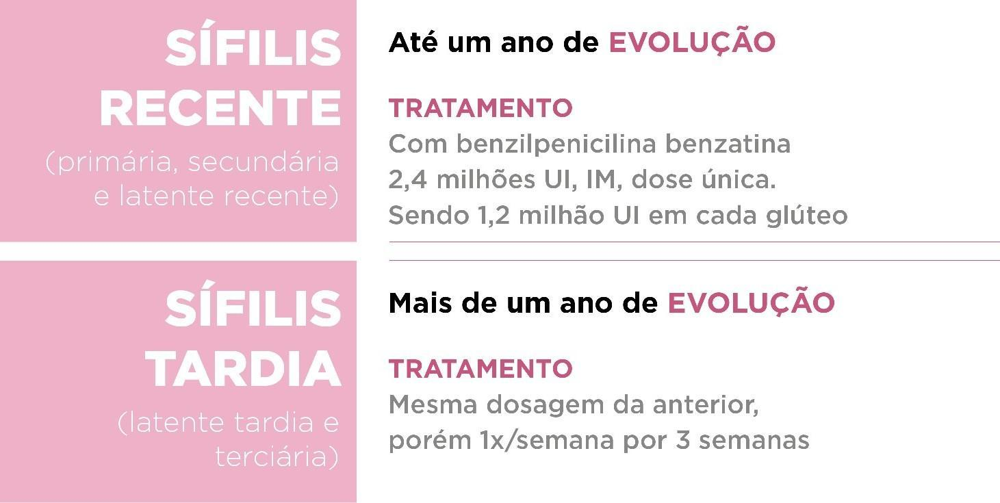 SÍFILIS
RECENTE
(primária, secundária
e latente recente)
Até um ano de EVOLUÇÃO
TRATAMENTO
Com benzilpenicilina benzatina
2,4 milhões UI, IM, dose única.
Sendo 1,2 milhão UI em cada glúteo
SÍFILIS
TARDIA
(latente tardia e
terciária)
Mais de um ano de EVOLUÇÃO
TRATAMENTO
Mesma dosagem da anterior,
porém 1x/semana por 3 semanas